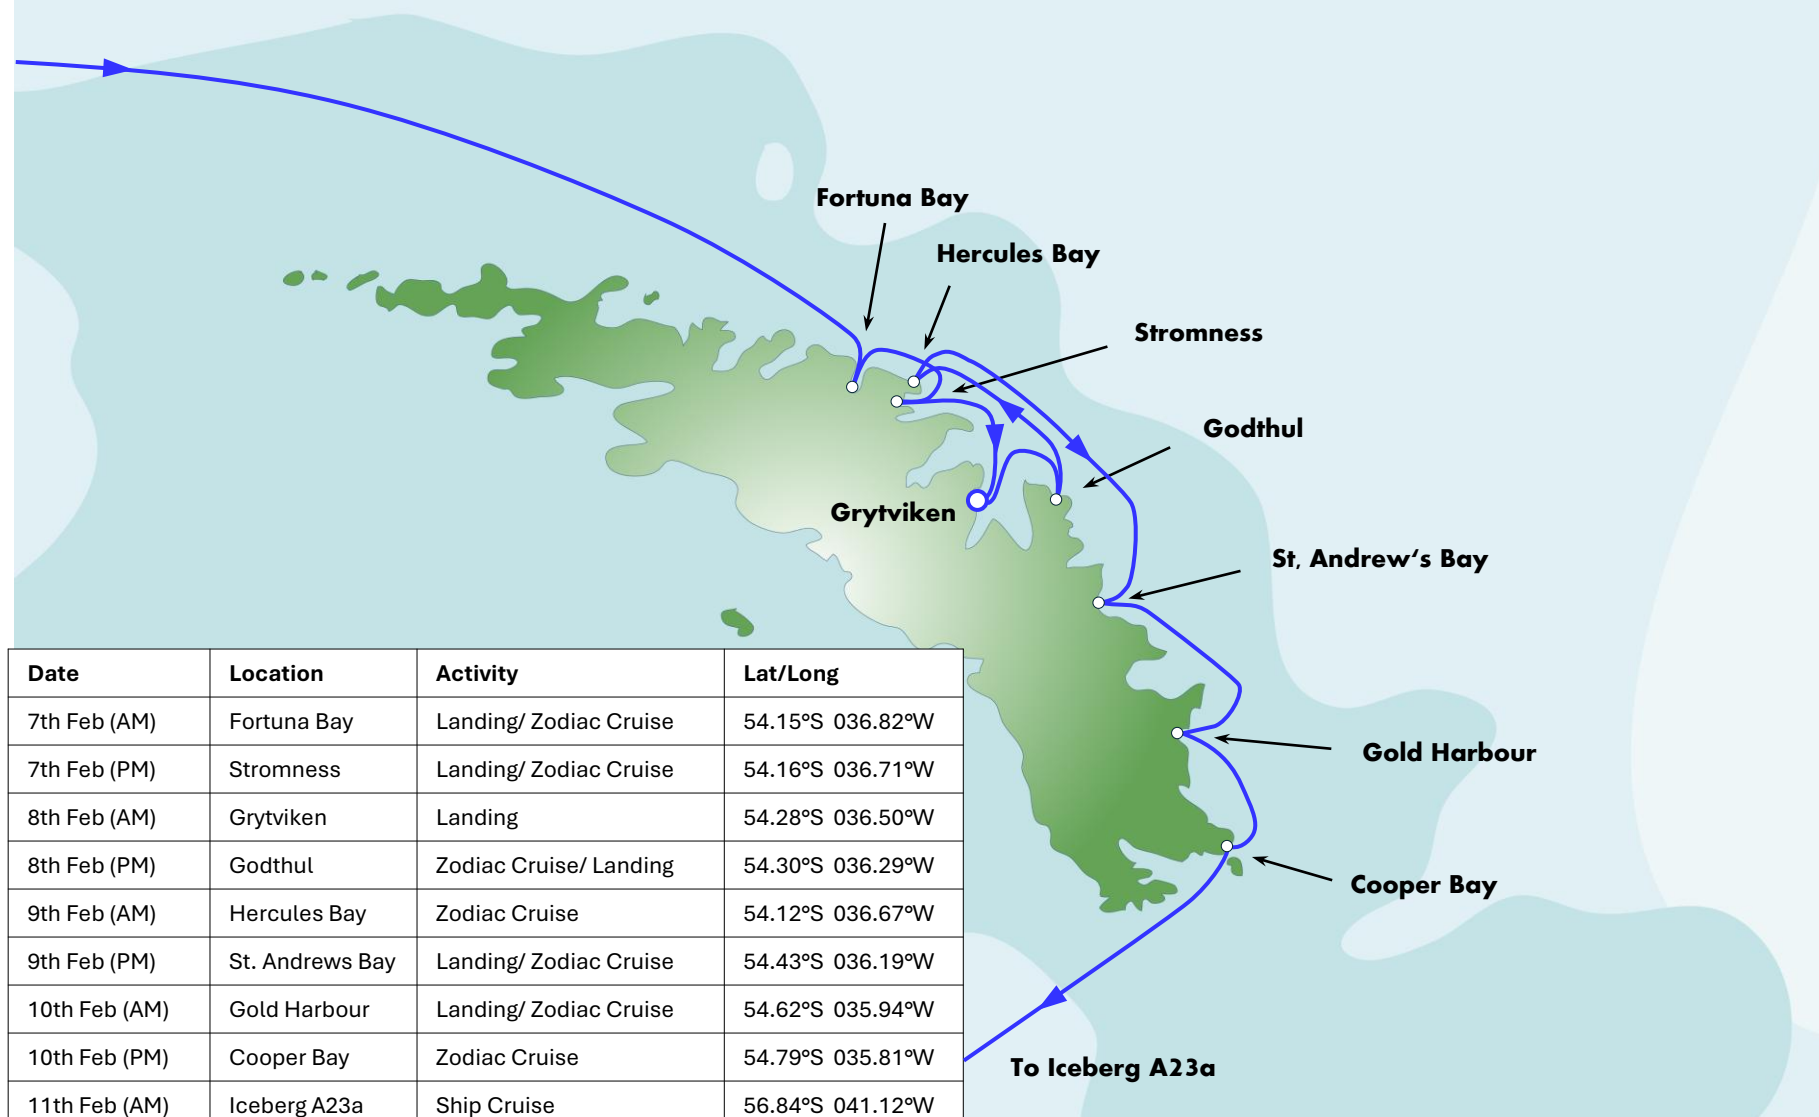 Fortuna Bay
Hercules Bay
Stromness
Godthul
Grytviken
St, Andrew‘s Bay
Gold Harbour
Cooper Bay
To Iceberg A23a
Date Location Activity Lat/Long
7th Feb (AM) Fortuna Bay Landing/ Zodiac Cruise 54.15°S 036.82°W
7th Feb (PM) Stromness Landing/ Zodiac Cruise 54.16°S 036.71°W
8th Feb (AM) Grytviken Landing 54.28°S 036.50°W
8th Feb (PM) Godthul Zodiac Cruise/ Landing 54.30°S 036.29°W
9th Feb (AM) Hercules Bay Zodiac Cruise 54.12°S 036.67°W
9th Feb (PM) St. Andrews Bay Landing/ Zodiac Cruise 54.43°S 036.19°W
10th Feb (AM) Gold Harbour Landing/ Zodiac Cruise 54.62°S 035.94°W
10th Feb (PM) Cooper Bay Zodiac Cruise 54.79°S 035.81°W
11th Feb (AM) Iceberg A23a Ship Cruise 56.84°S 041.12°W